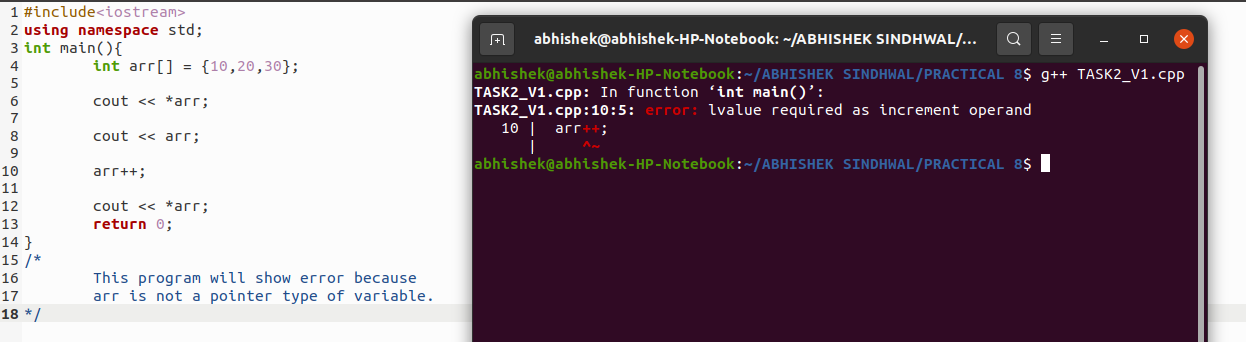 1 #include<iostream>
2 using namespace std;
3 int main(){
4 int arr[] = {10,20,30};
5
6 cout << *arr;
7
8 cout << arr;
9
10 arr++;
11
12 cout << *arr;
13 return 0;
14 }
15 /*
16 This program will show error because
17 arr is not a pointer type of variable.
18 */
abhishek@abhishek-HP-Notebook: ~/ABHISHEK SINDHWAL/...
abhishek@abhishek-HP-Notebook:~/ABHISHEK SINDHWAL/PRACTICAL 8$ g++ TASK2_V1.cpp
TASK2_V1.cpp: In function ‘int main()’:
TASK2_V1.cpp:10:5: error: lvalue required as increment operand
10 | arr++;
| ^~
abhishek@abhishek-HP-Notebook:~/ABHISHEK SINDHWAL/PRACTICAL 8$